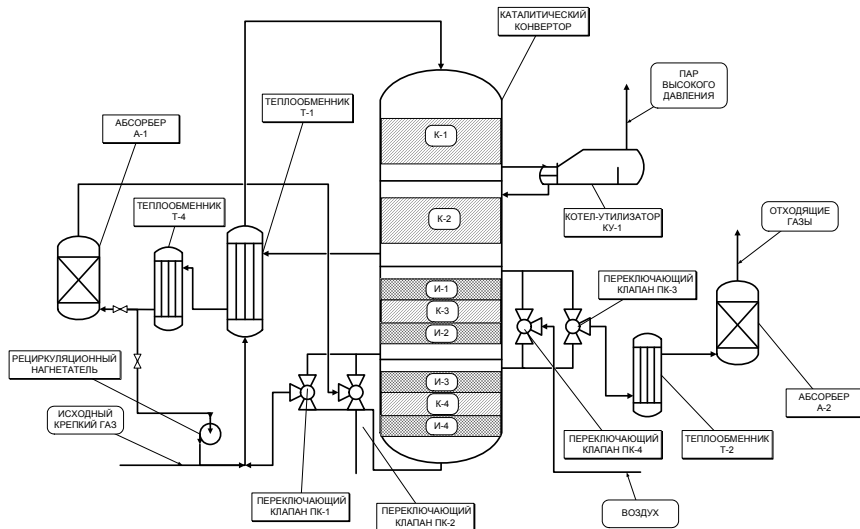 КАТАЛИТИЧЕСКИЙ
КОНВЕРТОР
ПАР
ВЫСОКОГО
ДАВЛЕНИЯ
ТЕПЛООБМЕННИК
Т-1
АБСОРБЕР
А-1
К-1
ТЕПЛООБМЕННИК
Т-4
К-2
КОТЕЛ-УТИЛИЗАТОР
КУ-1
ОТХОДЯЩИЕ
ГАЗЫ
ПЕРЕКЛЮЧАЮЩИЙ
КЛАПАН ПК-3
И-1
К-3
И-2
РЕЦИРКУЛЯЦИОННЫЙ
НАГНЕТАТЕЛЬ
И-3
К-4
И-4
АБСОРБЕР
А-2
ИСХОДНЫЙ
КРЕПКИЙ ГАЗ
ПЕРЕКЛЮЧАЮЩИЙ
КЛАПАН ПК-4
ТЕПЛООБМЕННИК
Т-2
ПЕРЕКЛЮЧАЮЩИЙ
КЛАПАН ПК-1
ПЕРЕКЛЮЧАЮЩИЙ
КЛАПАН ПК-2
ВОЗДУХ